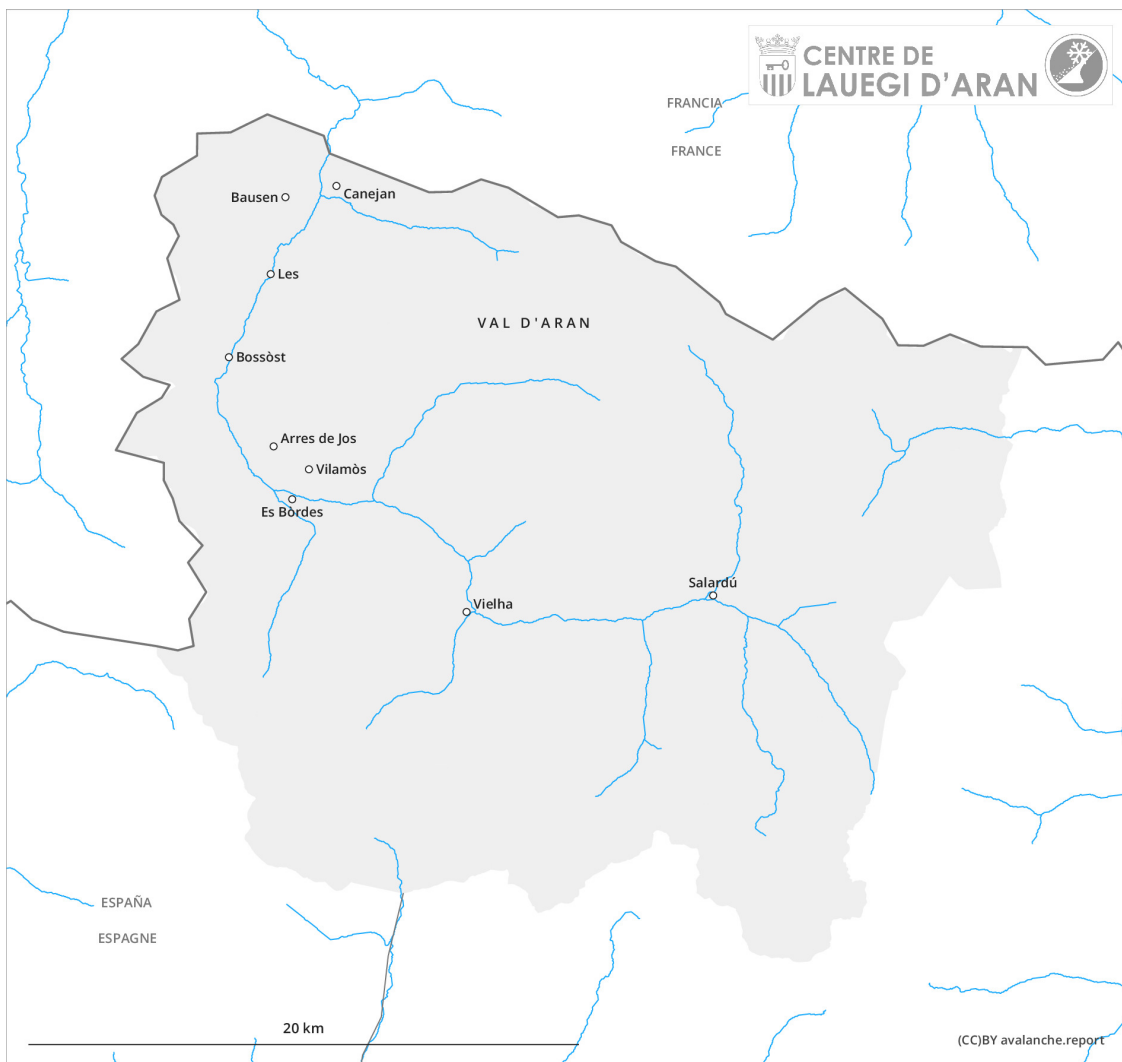 CENTRE DE
LAUEGI D'ARAN
FRANCIA
FRANCE
Bausen
Canejan
Les
VAL D'ARAN
Bossòst
Arres de Jos
Vilamòs
Es Bòrdes
Salardú
Vielha
ESPAÑA
ESPAGNE
20 km
(CC)BY avalanche.report